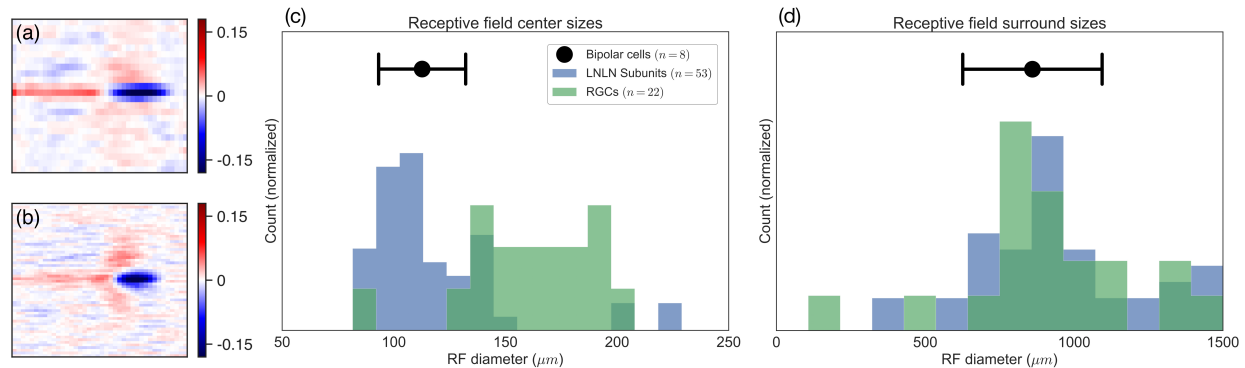 (a)
0.15
0
-0.15
(b)
0.15
0
-0.15
(c)
Receptive field center sizes
Bipolar cells (n = 8)
LNLN Subunits (n = 53)
RGCs (n = 22)
Count (normalized)
50 100 150 200 250
RF diameter (μm)
(d)
Receptive field surround sizes
Count (normalized)
0 500 1000 1500
RF diameter (μm)